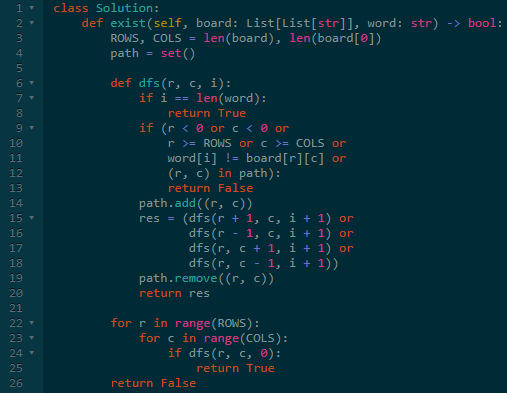 1 class Solution:
2     def exist(self, board: List[List[str]], word: str) -> bool:
3         ROWS, COLS = len(board), len(board[0])
4         path = set()
5
6         def dfs(r, c, i):
7             if i == len(word):
8                 return True
9             if (r < 0 or c < 0 or
10                 r >= ROWS or c >= COLS or
11                 word[i] != board[r][c] or
12                 (r, c) in path):
13                 return False
14             path.add((r, c))
15             res = (dfs(r + 1, c, i + 1) or
16                    dfs(r - 1, c, i + 1) or
17                    dfs(r, c + 1, i + 1) or
18                    dfs(r, c - 1, i + 1))
19             path.remove((r, c))
20             return res
21
22         for r in range(ROWS):
23             for c in range(COLS):
24                 if dfs(r, c, 0):
25                     return True
26         return False